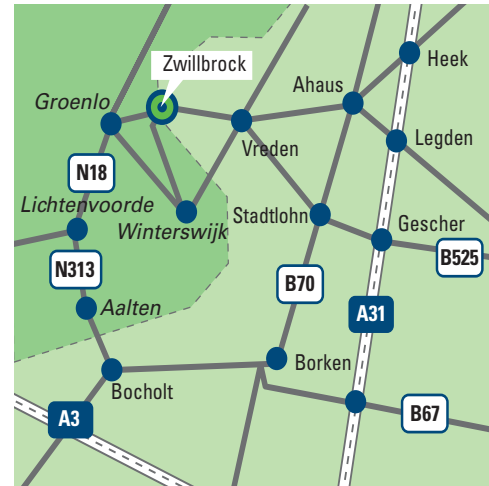 Zwillbrock
Heek
Ahaus
Groenlo
Legden
Vreden
N18
Lichtenvoorde
Stadtlohn
Winterswijk
Gescher
B525
N313
B70
A31
Aalten
Borken
Bocholt
A3
B67